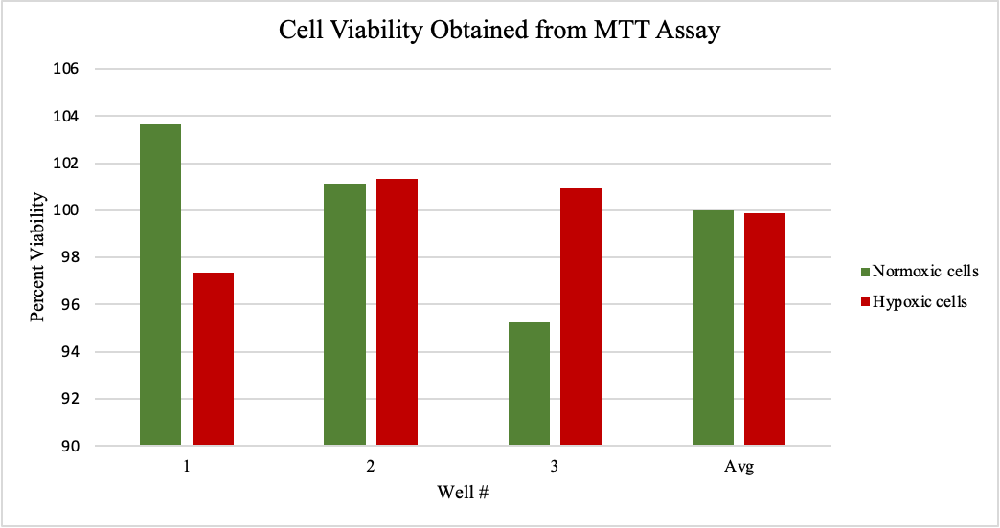 Cell Viability Obtained from MTT Assay
106
104
102
100
98
96
94
92
90
Percent Viability
1 2 3 Avg
Well #
Normoxic cells
Hypoxic cells